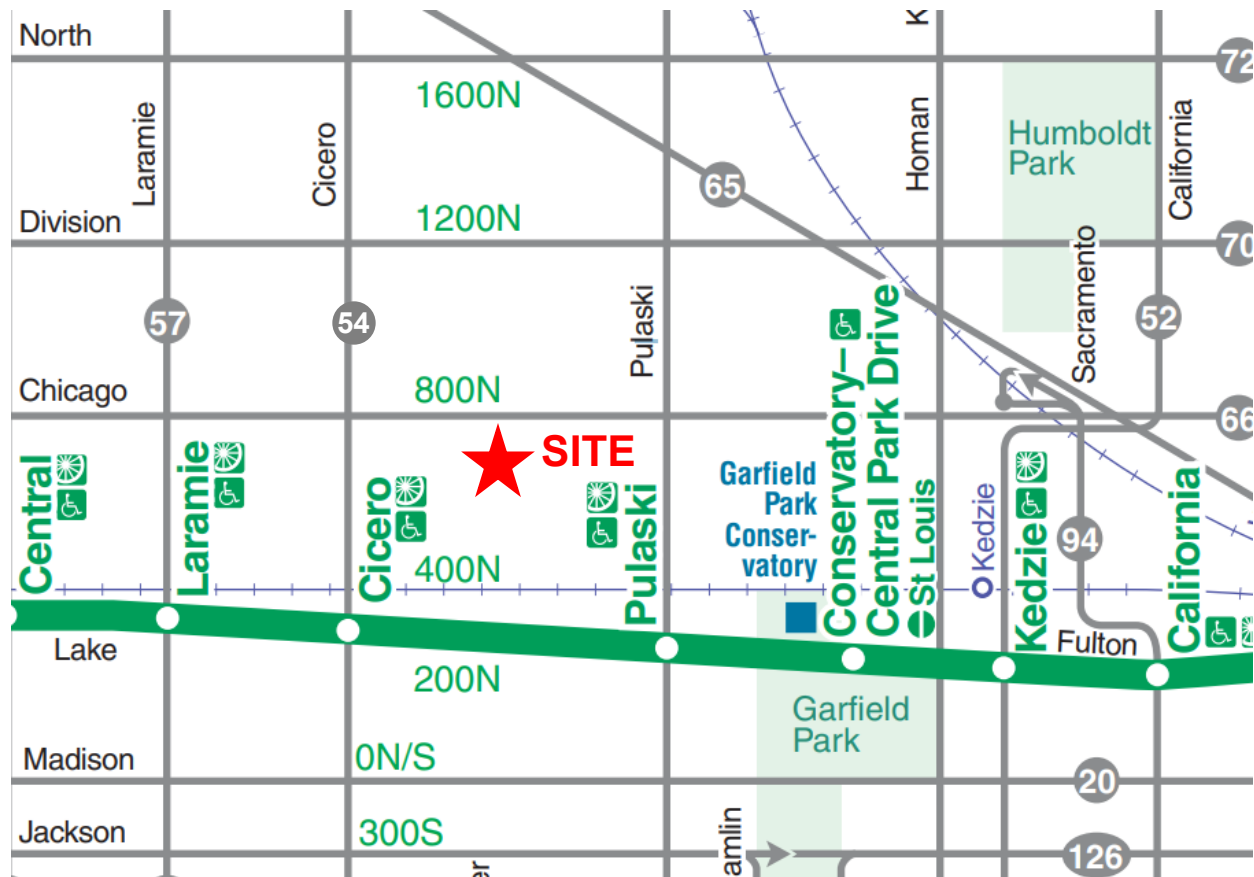 North
K
72
1600N
Laramie
Cicero
Homan
Humboldt
Park
California
65
Division
1200N
70
Sacramento
57
54
Pulaski
52
Chicago
800N
66
SITE
Central
Laramie
Cicero
Pulaski
Garfield
Park
Conser-
vatory
Conservatory–
Central Park Drive
St Louis
Kedzie
Kedzie
94
California
400N
Lake
Fulton
200N
Garfield
Park
Madison
0N/S
20
Jackson
300S
amlin
126
er